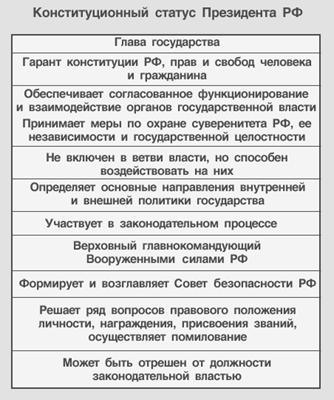 Конституционный статус Президента РФ
Глава государства
Гарант конституции РФ, прав и свобод человека
и гражданина
Обеспечивает согласованное функционирование
и взаимодействие органов государственной власти
Принимает меры по охране суверенитета РФ, ее
независимости и государственной целостности
Не включен в ветви власти, но способен
воздействовать на них
Определяет основные направления внутренней
и внешней политики государства
Участвует в законодательном процессе
Верховный главнокомандующий
Вооруженными силами РФ
Формирует и возглавляет Совет безопасности РФ
Решает ряд вопросов правового положения
личности, награждения, присвоения званий,
осуществляет помилование
Может быть отрешен от должности
законодательной властью